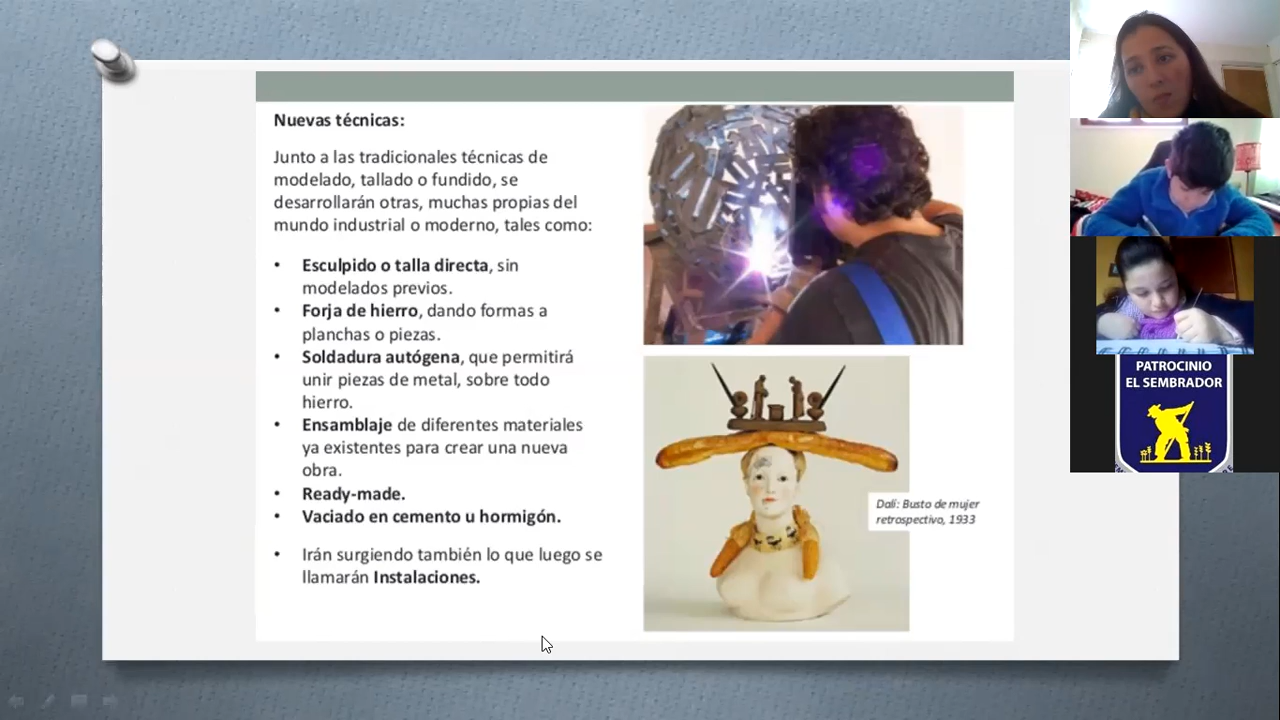 Nuevas técnicas:
Junto a las tradicionales técnicas de
modelado, tallado o fundido, se
desarrollarán otras, muchas propias del
mundo industrial o moderno, tales como:
• Esculpido o talla directa, sin
modelados previos.
• Forja de hierro, dando formas a
planchas o piezas.
• Soldadura autógena, que permitirá
unir piezas de metal, sobre todo
hierro.
• Ensamblaje de diferentes materiales
ya existentes para crear una nueva
obra.
• Ready-made.
• Vaciado en cemento u hormigón.
• Irán surgiendo también lo que luego se
llamarán Instalaciones.
Dalí: Busto de mujer
retrospectivo, 1933
PATROCINIO
EL SEMBRADOR